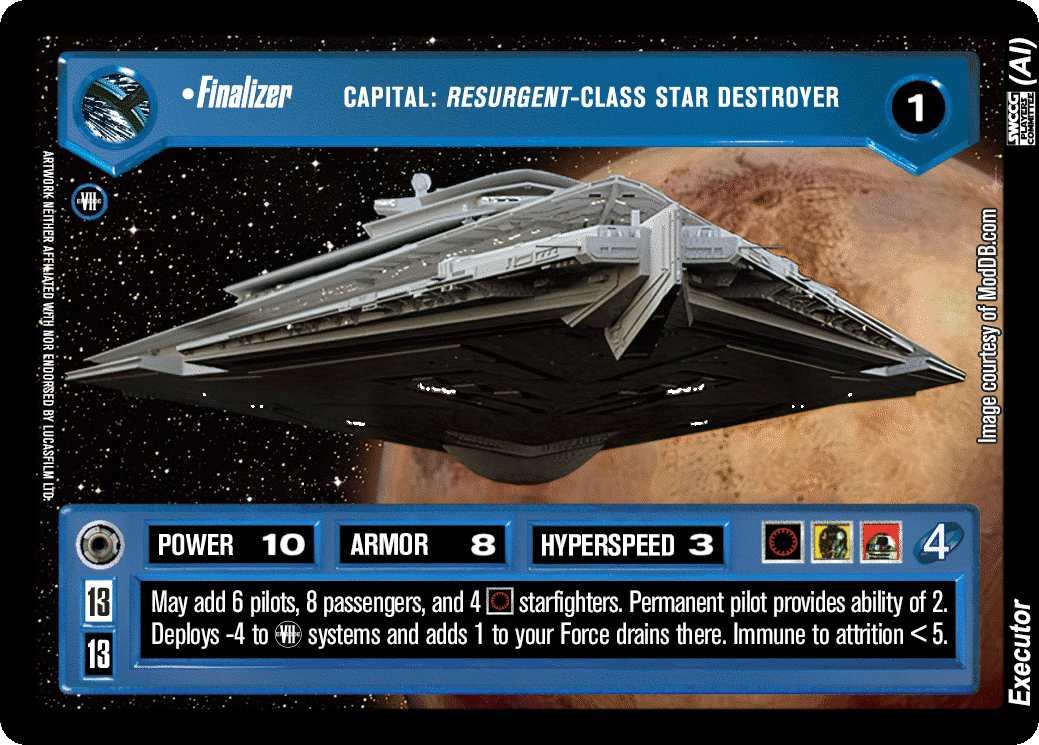 •Finalizer
CAPITAL: RESURGENT-CLASS STAR DESTROYER
1
EPISODE
VII
ARTWORK NEITHER AFFILIATED WITH NOR ENDORSED BY LUCASFILM LTD.
SWCCG
PLAYERS
COMMITTEE
(AI)
Image courtesy of ModDB.com
Executor
POWER 10
ARMOR 8
HYPERSPEED 3
4
13
13
May add 6 pilots, 8 passengers, and 4 starfighters. Permanent pilot provides ability of 2.
Deploys -4 to EPISODE VII systems and adds 1 to your Force drains there. Immune to attrition < 5.